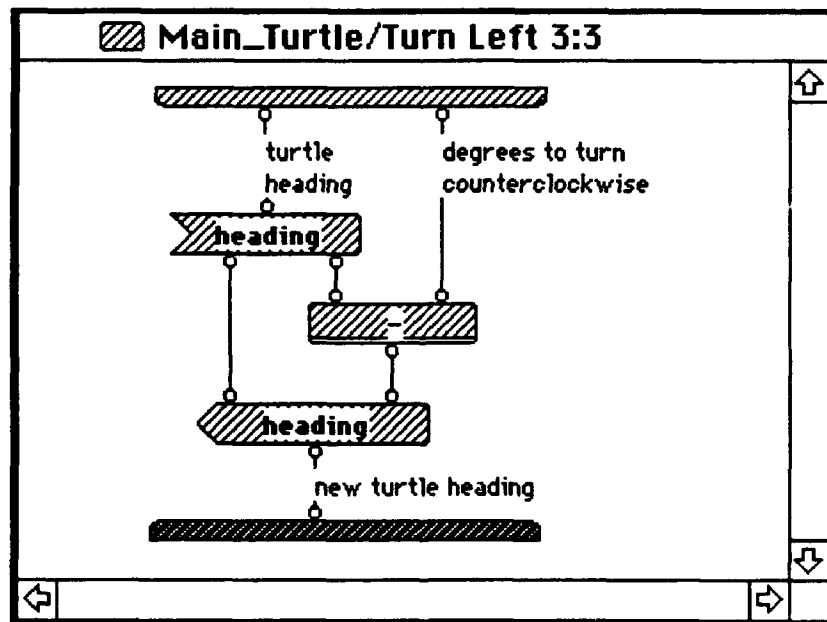 Main_Turtle/Turn Left 3:3
turtle
heading
degrees to turn
counterclockwise
heading
-
heading
new turtle heading